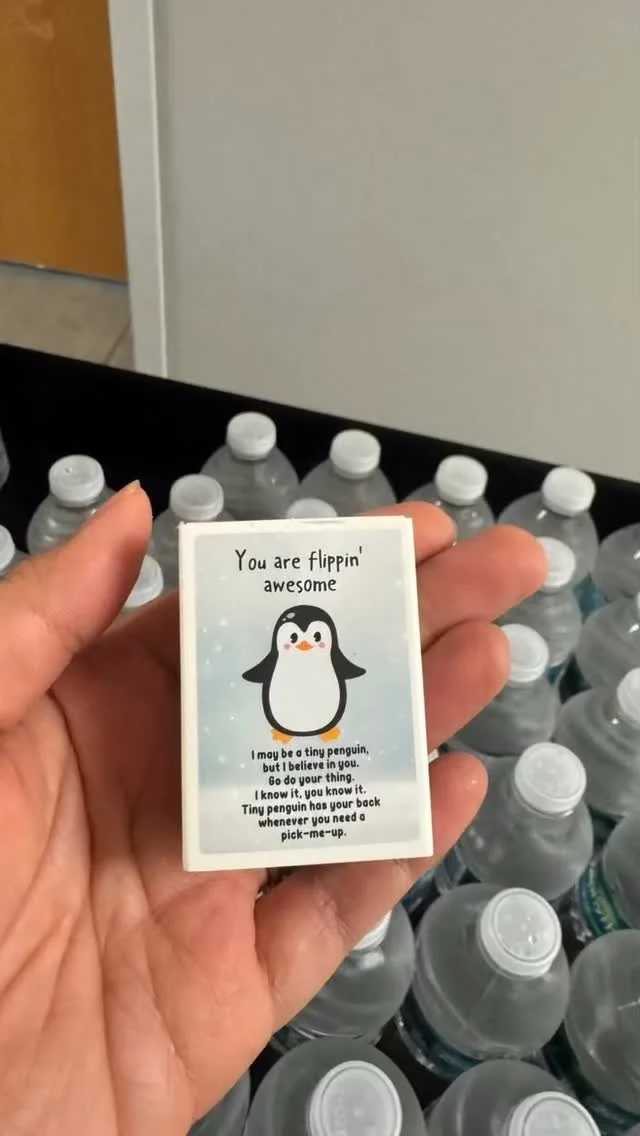 You are flippin'
awesome
I may be a tiny penguin,
but I believe in you.
Go do your thing.
I know it, you know it.
Tiny penguin has your back
whenever you need a
pick-me-up.